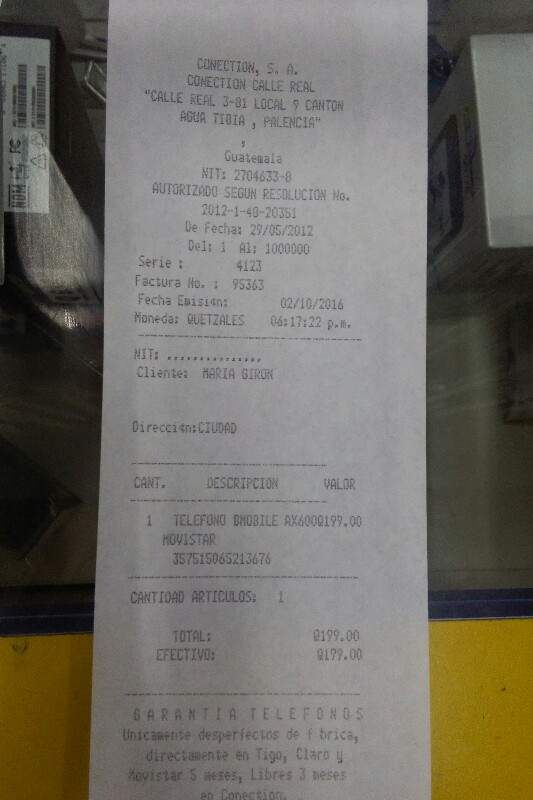 CONECTION, S. A.
CONECTION CALLE REAL
"CALLE REAL 3-81 LOCAL 9 CANTON
AGUA TIBIA , PALENCIA"
,
Guatemala
NIT: 2704633-8
AUTORIZADO SEGUN RESOLUCION No.
2012-1-40-20351
De Fecha: 29/05/2012
Del: 1 Al: 1000000
Serie : 4123
Factura No. : 95363
Fecha Emisi¢n: 02/10/2016
Moneda: QUETZALES 06:17:22 p.m.
NIT: ...............
Cliente: MARIA GIRON
Direcci¢n:CIUDAD
CANT. DESCRIPCION VALOR
1 TELEFONO BMOBILE AX600Q199.00
MOVISTAR
357515065213676
CANTIDAD ARTICULOS: 1
TOTAL: Q199.00
EFECTIVO: Q199.00
GARANTIA TELEFONOS
Unicamente desperfectos de f brica,
directamente en Tigo, Claro y
Movistar 5 meses, Libres 3 meses
en Conection.